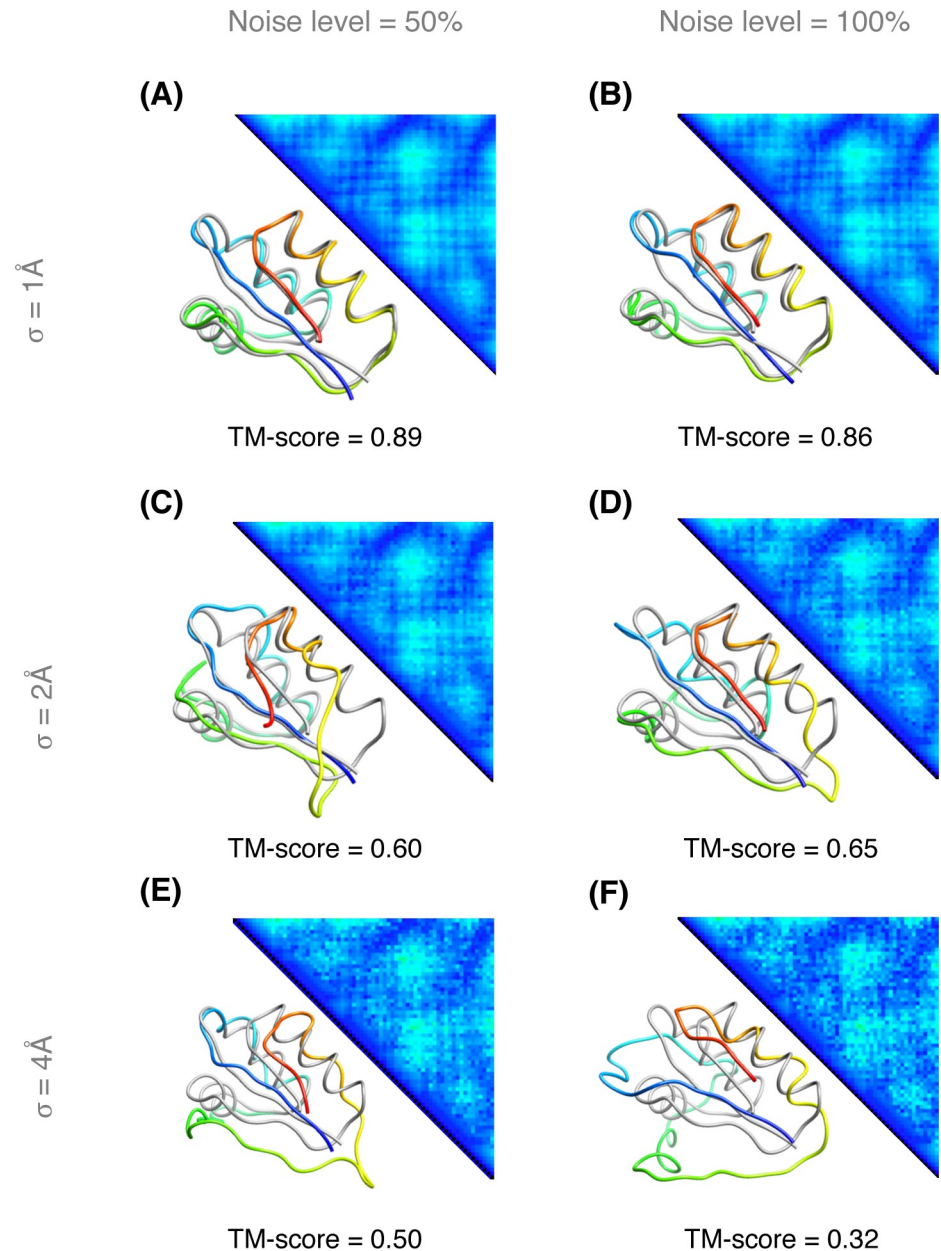 Noise level = 50%
Noise level = 100%
(A)
(B)
σ = 1Å
TM-score = 0.89
TM-score = 0.86
(C)
(D)
σ = 2Å
TM-score = 0.60
TM-score = 0.65
(E)
(F)
σ = 4Å
TM-score = 0.50
TM-score = 0.32